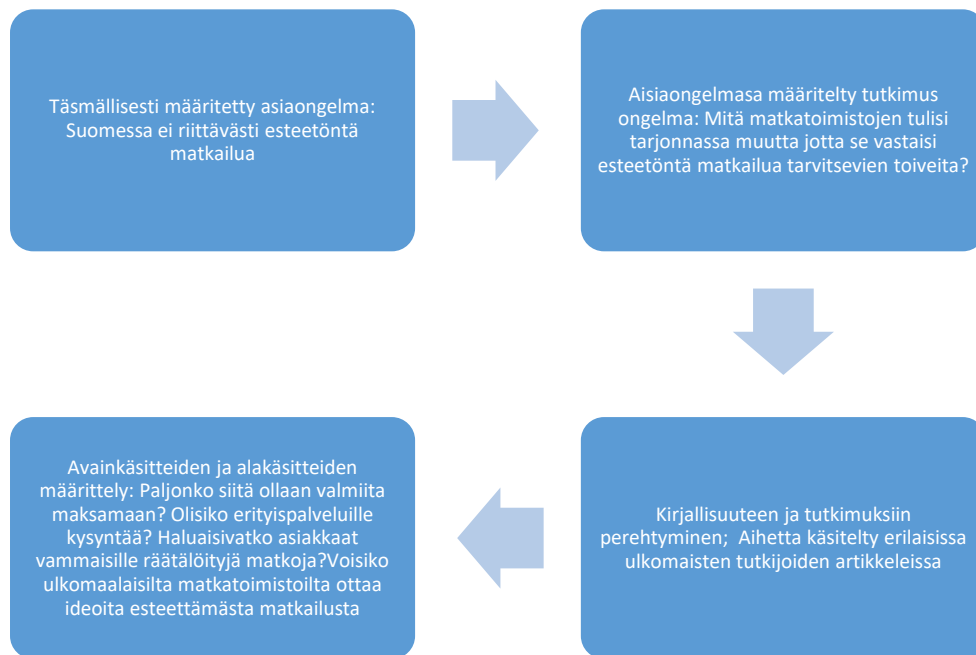 Täsmällisesti määritetty asiaongelma:
Suomessa ei riittävästi esteetöntä
matkailua
Aisiaongelmasa määritelty tutkimus
ongelma: Mitä matkatoimistojen tulisi
tarjonnassa muutta jotta se vastaisi
esteetöntä matkailua tarvitsevien toiveita?
Kirjallisuuteen ja tutkimuksiin
perehtyminen; Aihetta käsitelty erilaisissa
ulkomaisten tutkijoiden artikkeleissa
Avainkäsitteiden ja alakäsitteiden
määrittely: Paljonko siitä ollaan valmiita
maksamaan? Olisiko erityispalveluille
kysyntää? Haluaisivatko asiakkaat
vammaisille räätälöityjä matkoja?Voisiko
ulkomaalaisilta matkatoimistoilta ottaa
ideoita esteettämästä matkailusta